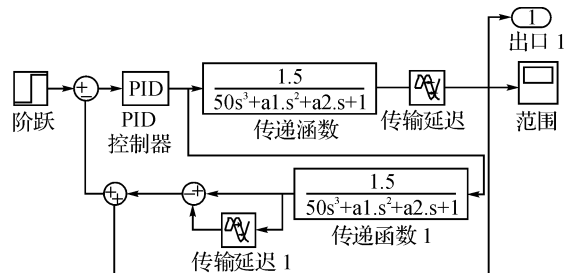 1
出口 1
1.5
50s³+a1.s²+a2.s+1
PID
阶跃
PID
控制器
传递涵数
传输延迟
范围
1.5
50s³+a1.s²+a2.s+1
传递函数 1
传输延迟 1